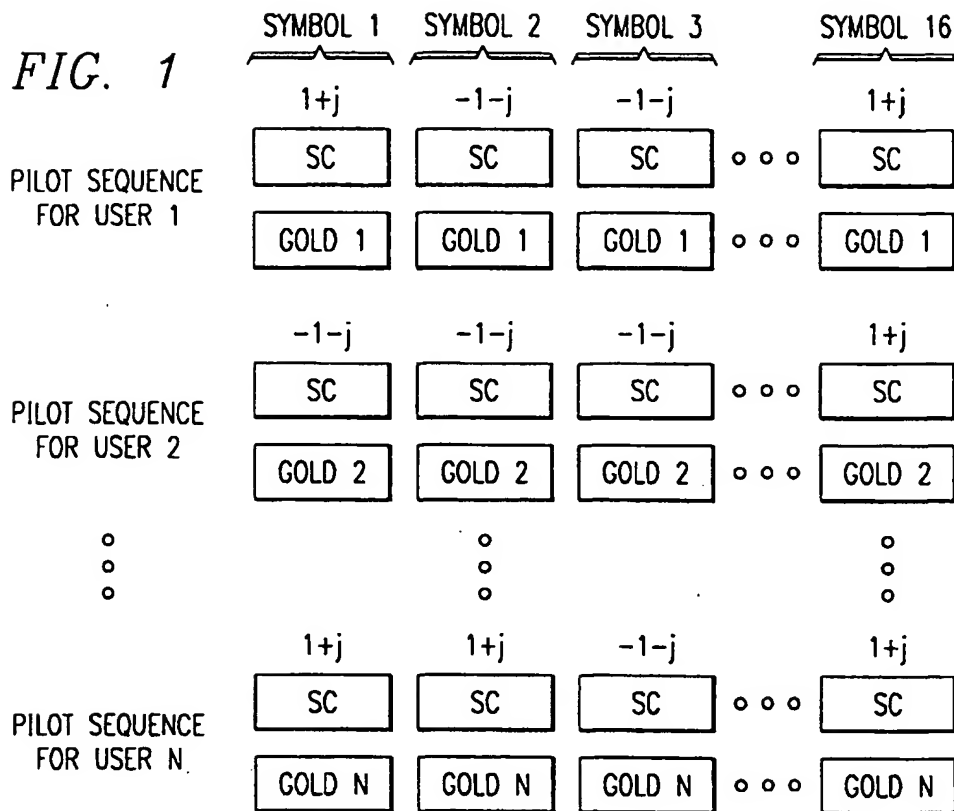 FIG. 1
SYMBOL 1 SYMBOL 2 SYMBOL 3 SYMBOL 16
1+j -1-j -1-j 1+j
PILOT SEQUENCE
FOR USER 1
SC SC SC SC
GOLD 1 GOLD 1 GOLD 1 GOLD 1
-1-j -1-j -1-j 1+j
PILOT SEQUENCE
FOR USER 2
SC SC SC SC
GOLD 2 GOLD 2 GOLD 2 GOLD 2
1+j 1+j -1-j 1+j
PILOT SEQUENCE
FOR USER N
SC SC SC SC
GOLD N GOLD N GOLD N GOLD N